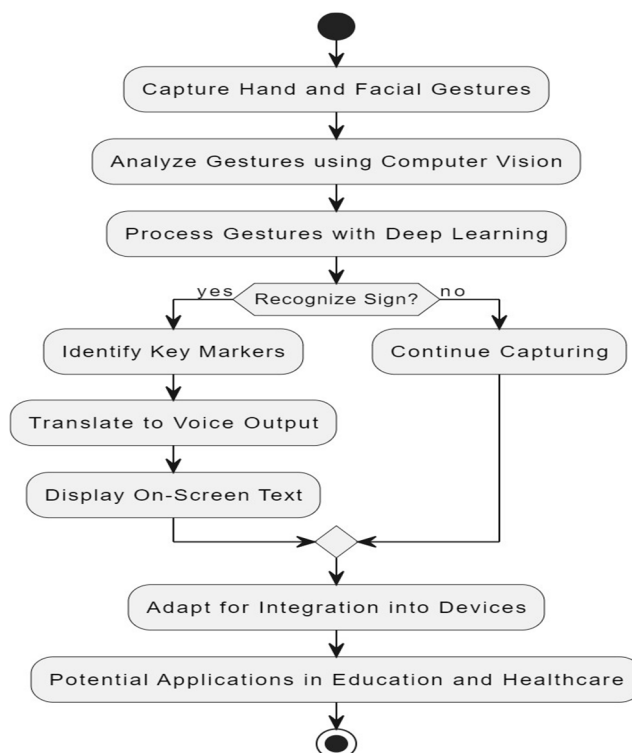 Capture Hand and Facial Gestures
Analyze Gestures using Computer Vision
Process Gestures with Deep Learning
yes
Recognize Sign?
no
Identify Key Markers
Continue Capturing
Translate to Voice Output
Display On-Screen Text
Adapt for Integration into Devices
Potential Applications in Education and Healthcare